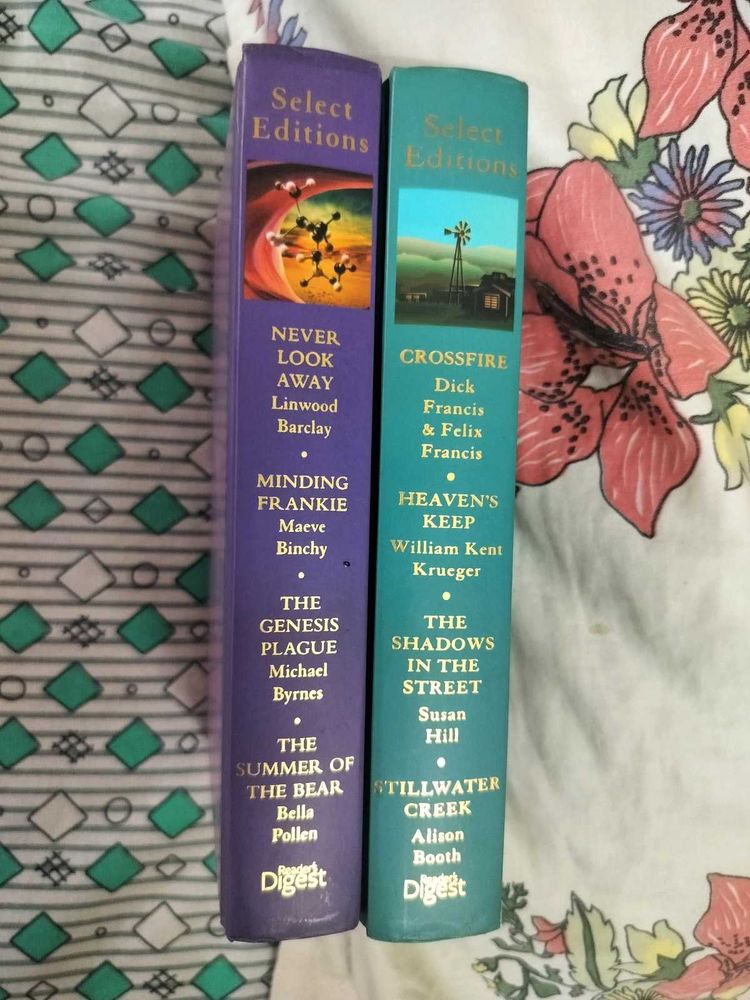 Select
Editions
NEVER
LOOK
AWAY
Linwood
Barclay
•
MINDING
FRANKIE
Maeve
Binchy
•
THE
GENESIS
PLAGUE
Michael
Byrnes
•
THE
SUMMER OF
THE BEAR
Bella
Pollen
Reader's
Digest
Select
Editions
CROSSFIRE
Dick
Francis
& Felix
Francis
•
HEAVEN'S
KEEP
William Kent
Krueger
•
THE
SHADOWS
IN THE
STREET
Susan
Hill
•
STILLWATER
CREEK
Alison
Booth
Reader's
Digest